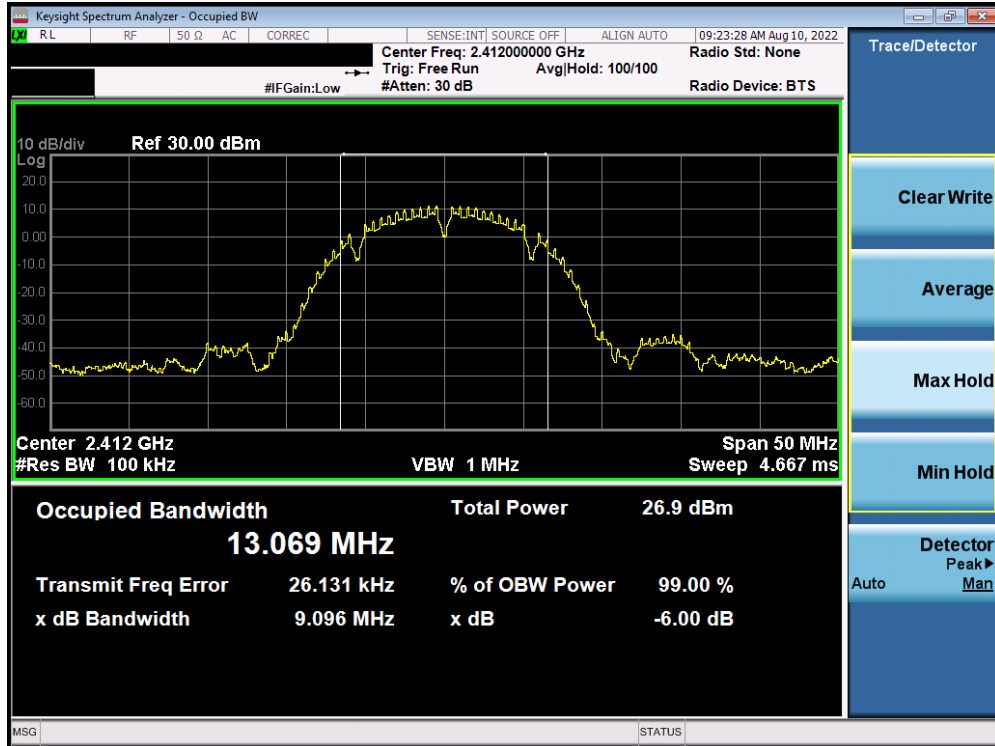 Keysight Spectrum Analyzer - Occupied BW
LXI RL RF 50 Ω AC CORREC SENSE:INT SOURCE OFF ALIGN AUTO 09:23:28 AM Aug 10, 2022
Center Freq: 2.412000000 GHz Radio Std: None
Trig: Free Run Avg|Hold: 100/100
#IFGain:Low #Atten: 30 dB Radio Device: BTS
10 dB/div Ref 30.00 dBm
Log
20.0
10.0
0.00
-10.0
-20.0
-30.0
-40.0
-50.0
-60.0
Center 2.412 GHz Span 50 MHz
#Res BW 100 kHz VBW 1 MHz Sweep 4.667 ms
Occupied Bandwidth Total Power 26.9 dBm
13.069 MHz
Transmit Freq Error 26.131 kHz % of OBW Power 99.00 %
x dB Bandwidth 9.096 MHz x dB -6.00 dB
MSG STATUS
Trace/Detector
Clear Write
Average
Max Hold
Min Hold
Detector
Peak▶
Auto Man